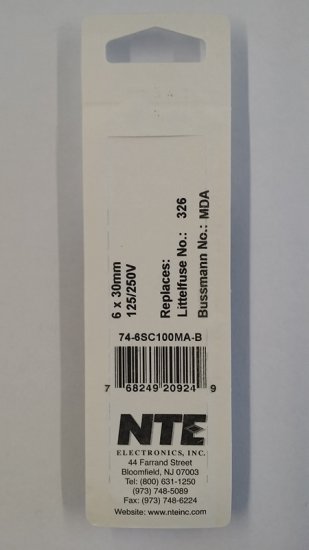 6 x 30mm
125/250V
Replaces:
Littelfuse No.: 326
Bussmann No.: MDA
74-6SC100MA-B
7 68249 20924 9
NTE
ELECTRONICS, INC.
44 Farrand Street
Bloomfield, NJ 07003
Tel: (800) 631-1250
(973) 748-5089
Fax: (973) 748-6224
Website: www.nteinc.com